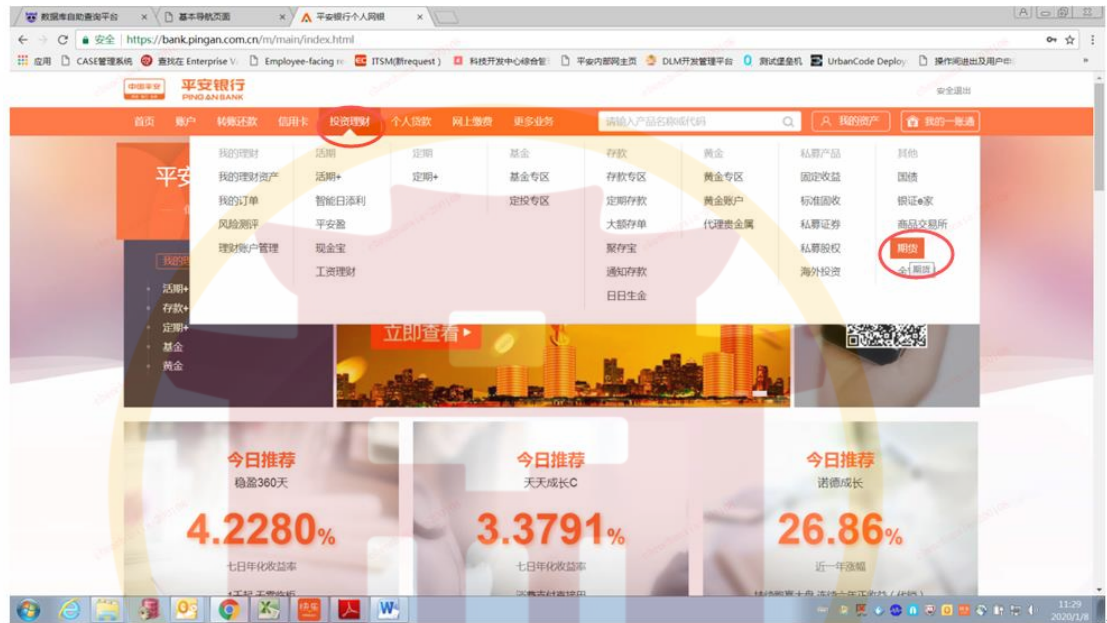 数据库自助查询平台 基本导航页面 平安银行个人网银
安全 https://bank.pingan.com.cn/m/main/index.html
应用 CASE管理系统 查找在 Enterprise V Employee-facing re ITSM(新request) 科技开发中心综合管 平安内部网主页 DLM开发管理平台 测试堡垒机 UrbanCode Deploy 操作间进出及用户申
中国平安 平安银行 安全退出
PING AN BANK
首页 账户 转账还款 信用卡 投资理财 个人贷款 网上缴费 更多业务 请输入产品名称或代码 我的资产 我的一账通
我的理财 活期 定期 基金 存款 黄金 私募产品 其他
我的理财资产 活期+ 定期+ 基金专区 存款专区 黄金专区 固定收益 国债
我的订单 智能日添利 定投专区 定期存款 黄金账户 标准固收 银证e家
风险测评 平安盈 大额存单 代理贵金属 私募证券 商品交易所
理财账户管理 现金宝 聚存宝 私募股权 期货
工资理财 通知存款 海外投资 期货
日日生金
平安
活期+
存款+
定期+
基金
黄金
立即查看
今日推荐 今日推荐 今日推荐
稳盈360天 天天成长C 诺德成长
4.2280% 3.3791% 26.86%
七日年化收益率 七日年化收益率 近一年涨幅
11:29
2020/1/8